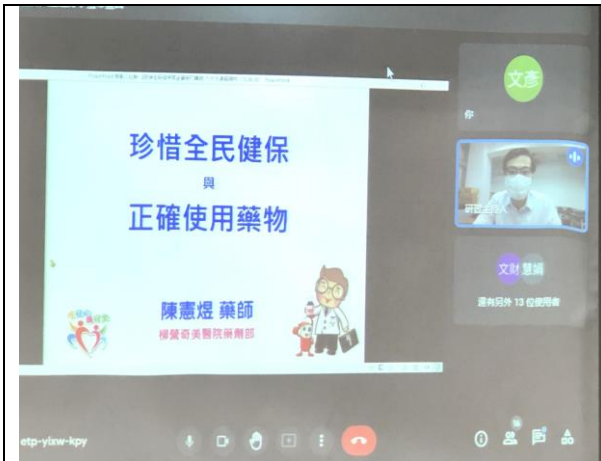 珍惜全民健保
與
正確使用藥物
陳憲煜 藥師
柳營奇美醫院藥劑部
文彥
你
文財 慧娟
還有另外 13 位使用者
etp-yixw-kpy